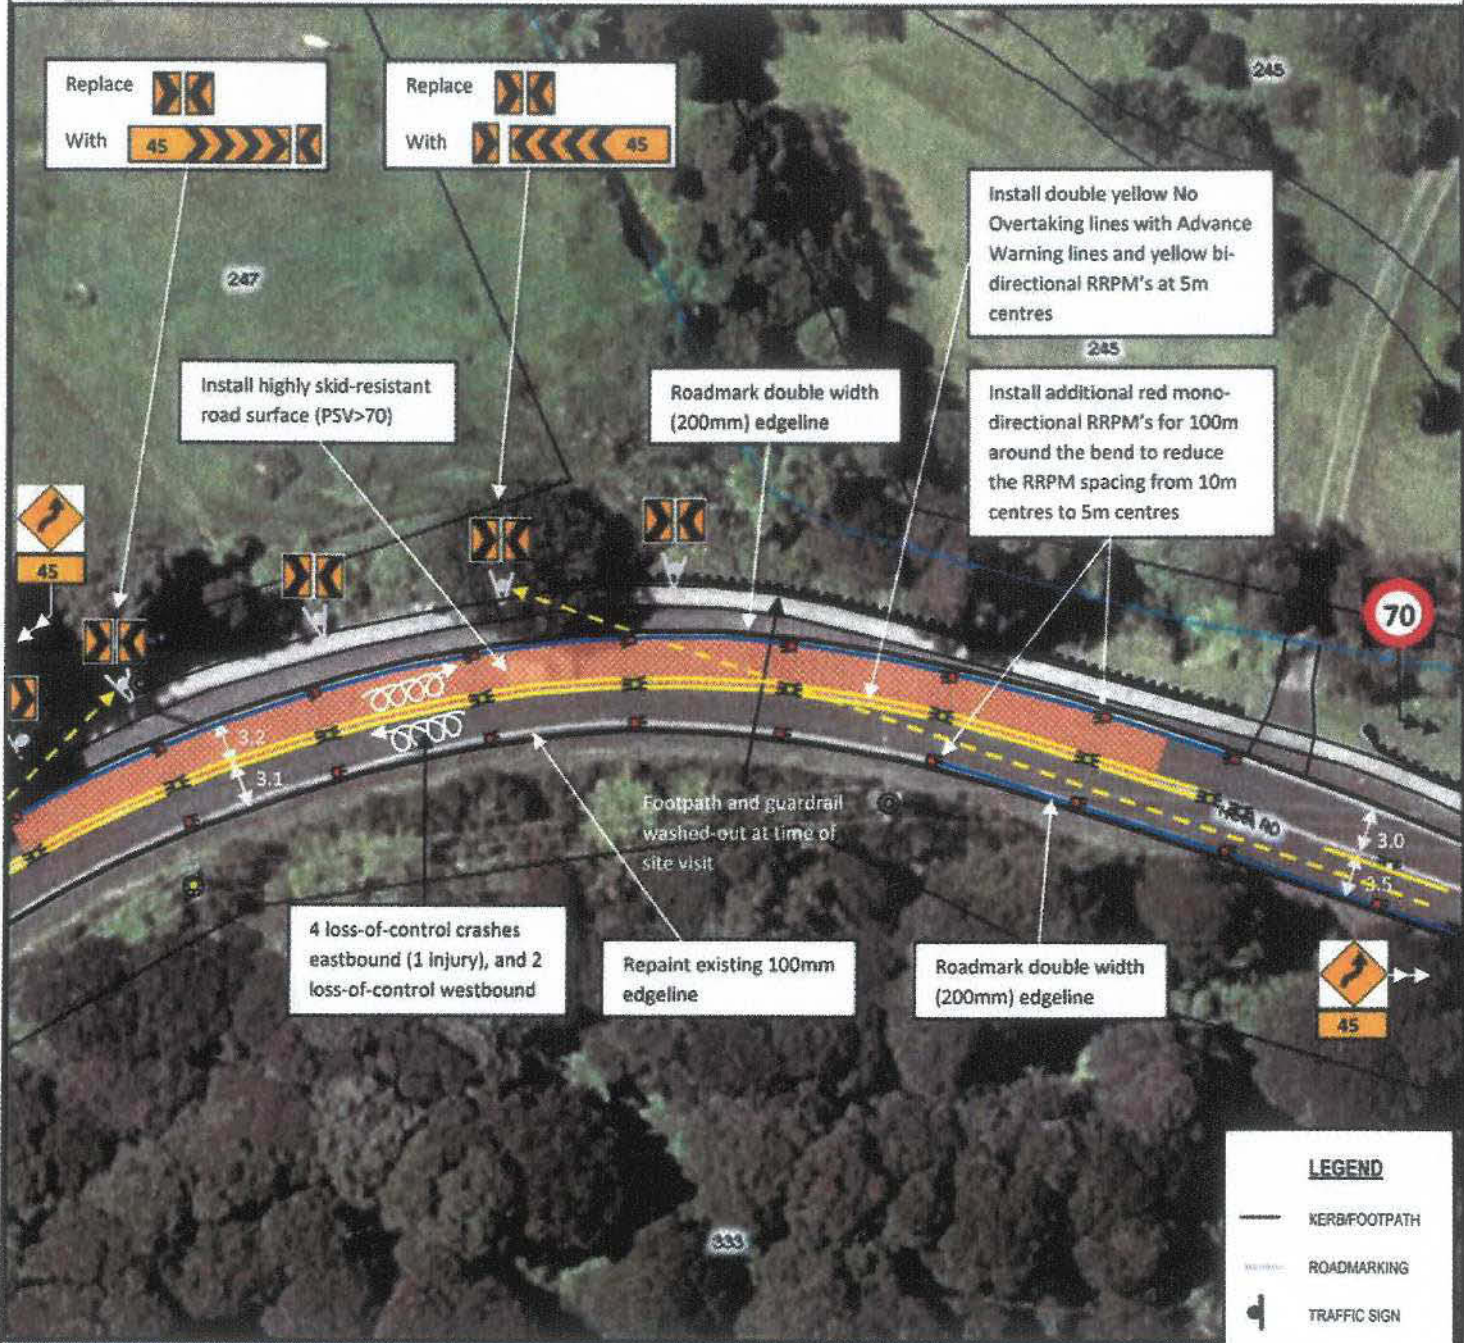 Replace
With
45
Replace
With
45
245
Install double yellow No
Overtaking lines with Advance
Warning lines and yellow bi-
directional RRPM's at 5m
centres
247
245
Install highly skid-resistant
road surface (PSV>70)
Roadmark double width
(200mm) edgeline
Install additional red mono-
directional RRPM's for 100m
around the bend to reduce
the RRPM spacing from 10m
centres to 5m centres
45
70
3.2
3.1
Footpath and guardrail
washed-out at time of
site visit
RD
3.0
3.5
4 loss-of-control crashes
eastbound (1 injury), and 2
loss-of-control westbound
Repaint existing 100mm
edgeline
Roadmark double width
(200mm) edgeline
45
333
LEGEND
KERB/FOOTPATH
ROADMARKING
TRAFFIC SIGN